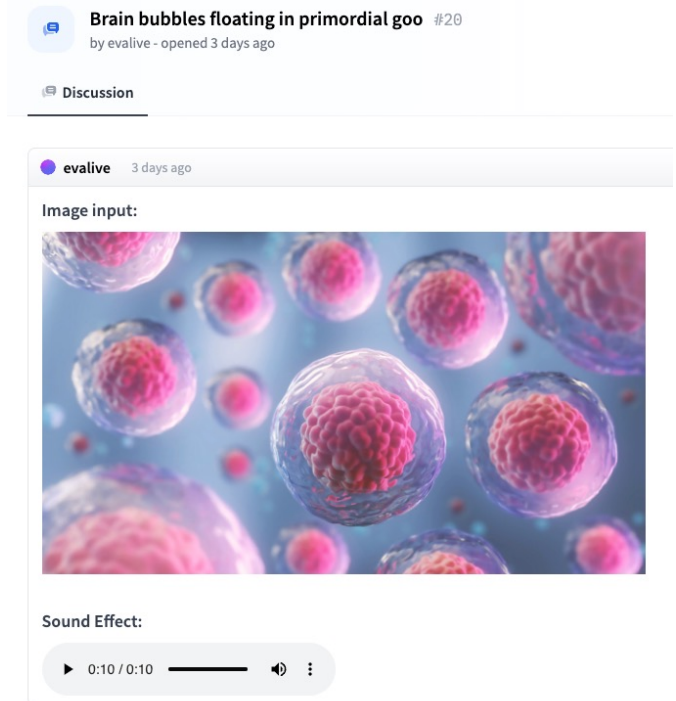 Brain bubbles floating in primordial goo #20
by evalive - opened 3 days ago
Discussion
evalive 3 days ago
Image input:
Sound Effect:
0:10 / 0:10